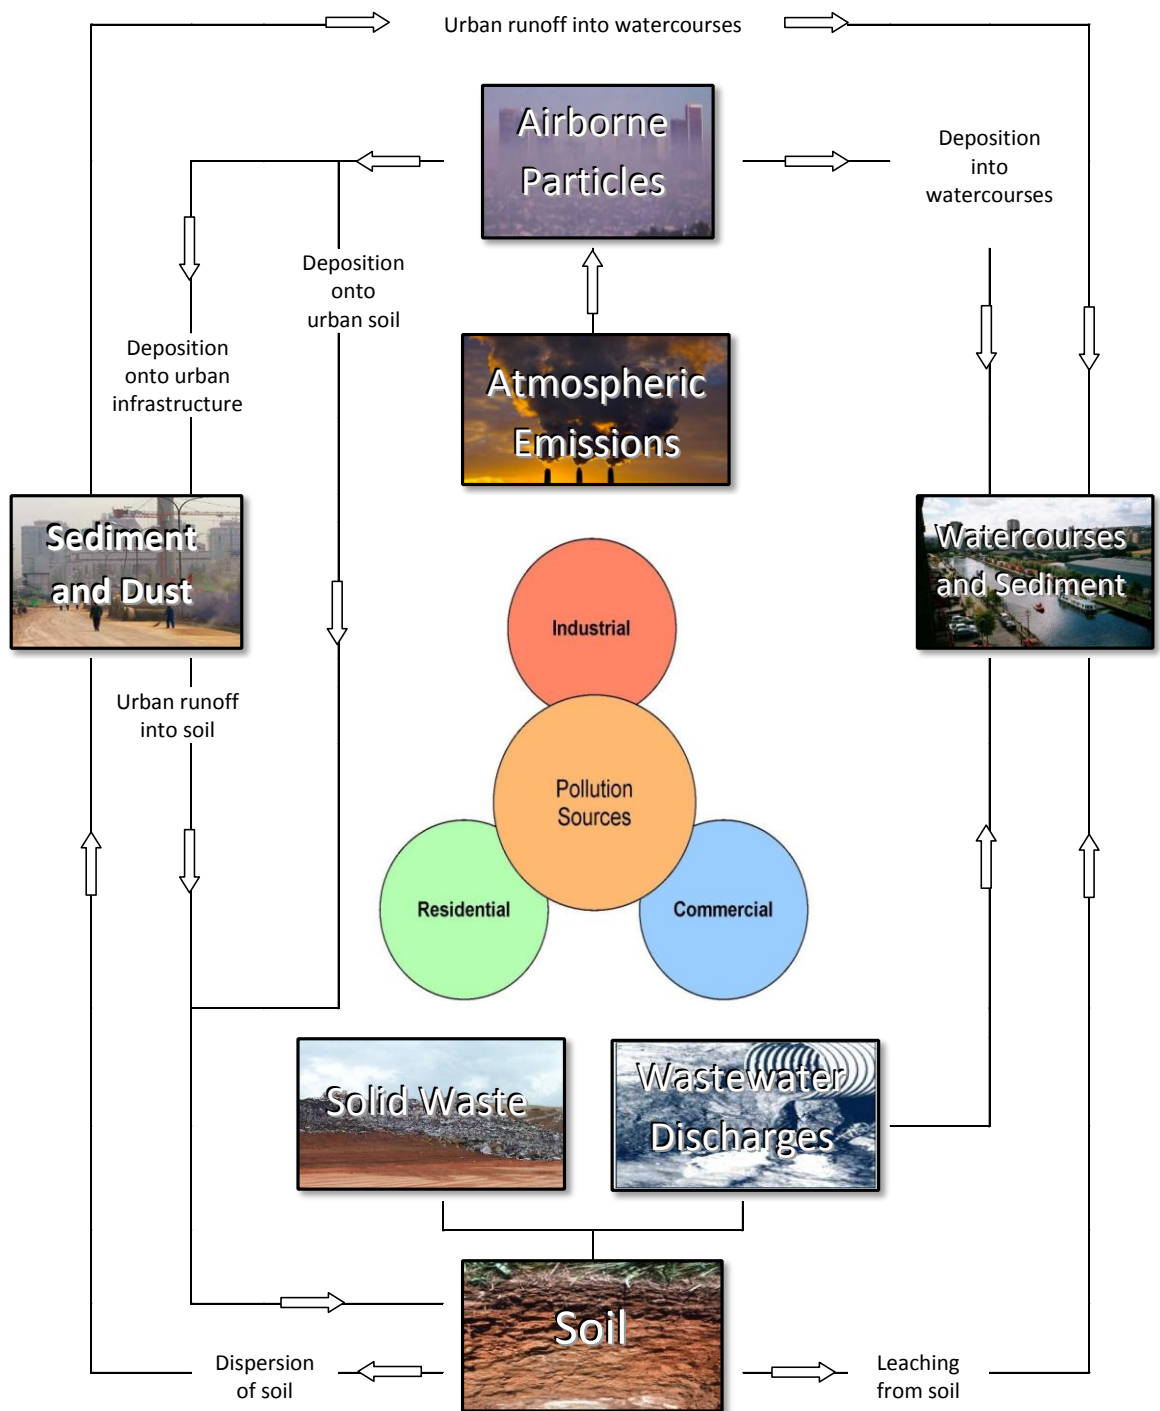 Urban runoff into watercourses
Airborne
Particles
Deposition
into
watercourses
Deposition
onto
urban soil
Deposition
onto urban
infrastructure
Atmospheric
Emissions
Sediment
and Dust
Watercourses
and Sediment
Industrial
Urban runoff
into soil
Pollution
Sources
Residential
Commercial
Solid Waste
Wastewater
Discharges
Soil
Dispersion
of soil
Leaching
from soil